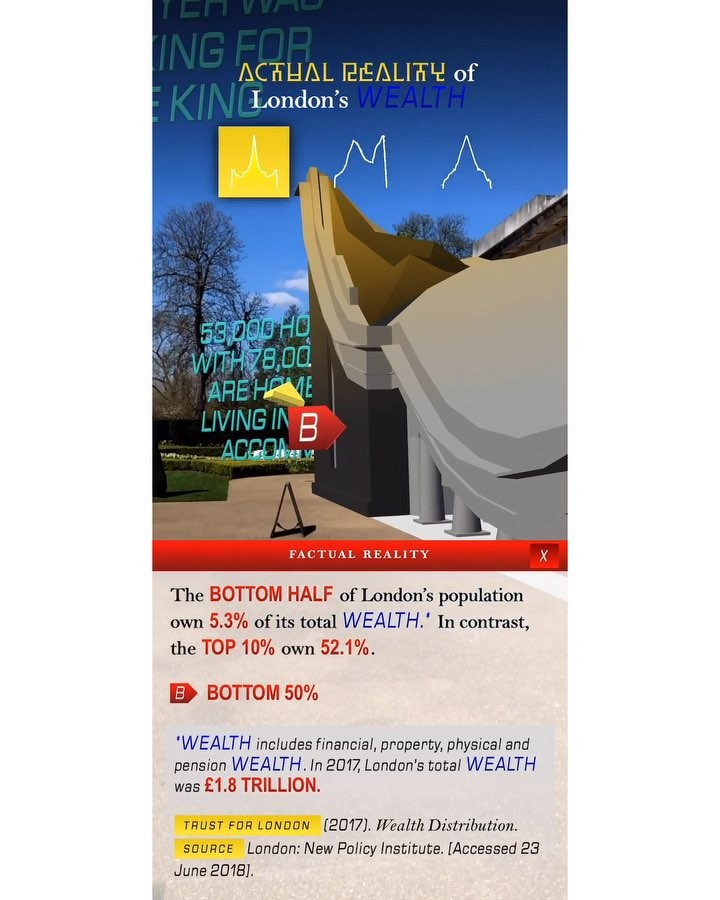 YER WAS
ING FOR
E KING
ACTUAL REALITY of
London's WEALTH
53,000 HO
WITH 78,00
ARE HOME
LIVING IN
B
FACTUAL REALITY
X
The BOTTOM HALF of London's population
own 5.3% of its total WEALTH.* In contrast,
the TOP 10% own 52.1%.
B BOTTOM 50%
*WEALTH includes financial, property, physical and
pension WEALTH. In 2017, London's total WEALTH
was £1.8 TRILLION.
TRUST FOR LONDON (2017). Wealth Distribution.
SOURCE London: New Policy Institute. [Accessed 23
June 2018].